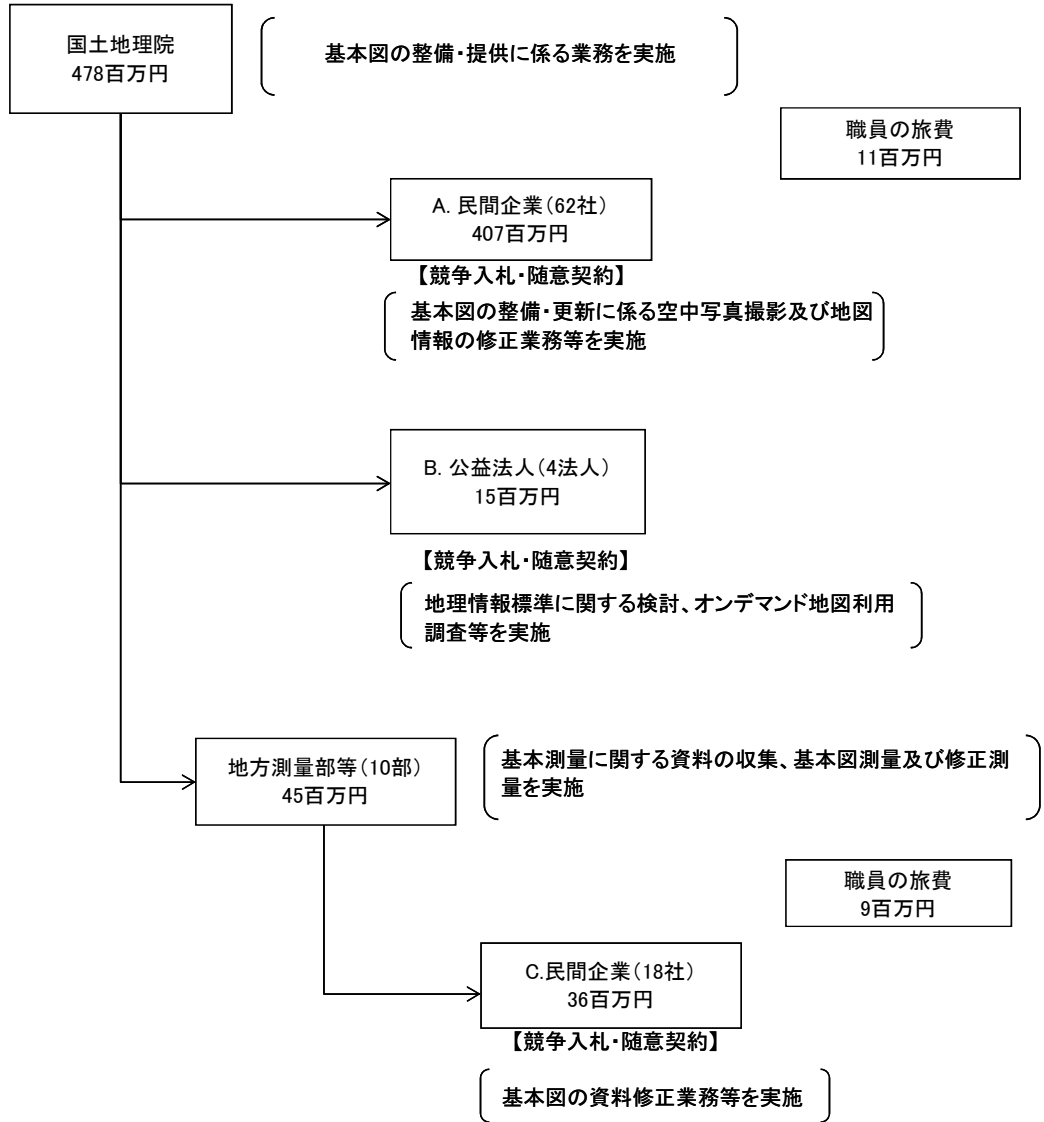 国土地理院
478百万円
基本図の整備・提供に係る業務を実施
職員の旅費
11百万円
A. 民間企業(62社)
407百万円
【競争入札・随意契約】
基本図の整備・更新に係る空中写真撮影及び地図
情報の修正業務等を実施
B. 公益法人(4法人)
15百万円
【競争入札・随意契約】
地理情報標準に関する検討、オンデマンド地図利用
調査等を実施
地方測量部等(10部)
45百万円
基本測量に関する資料の収集、基本図測量及び修正測
量を実施
職員の旅費
9百万円
C.民間企業(18社)
36百万円
【競争入札・随意契約】
基本図の資料修正業務等を実施